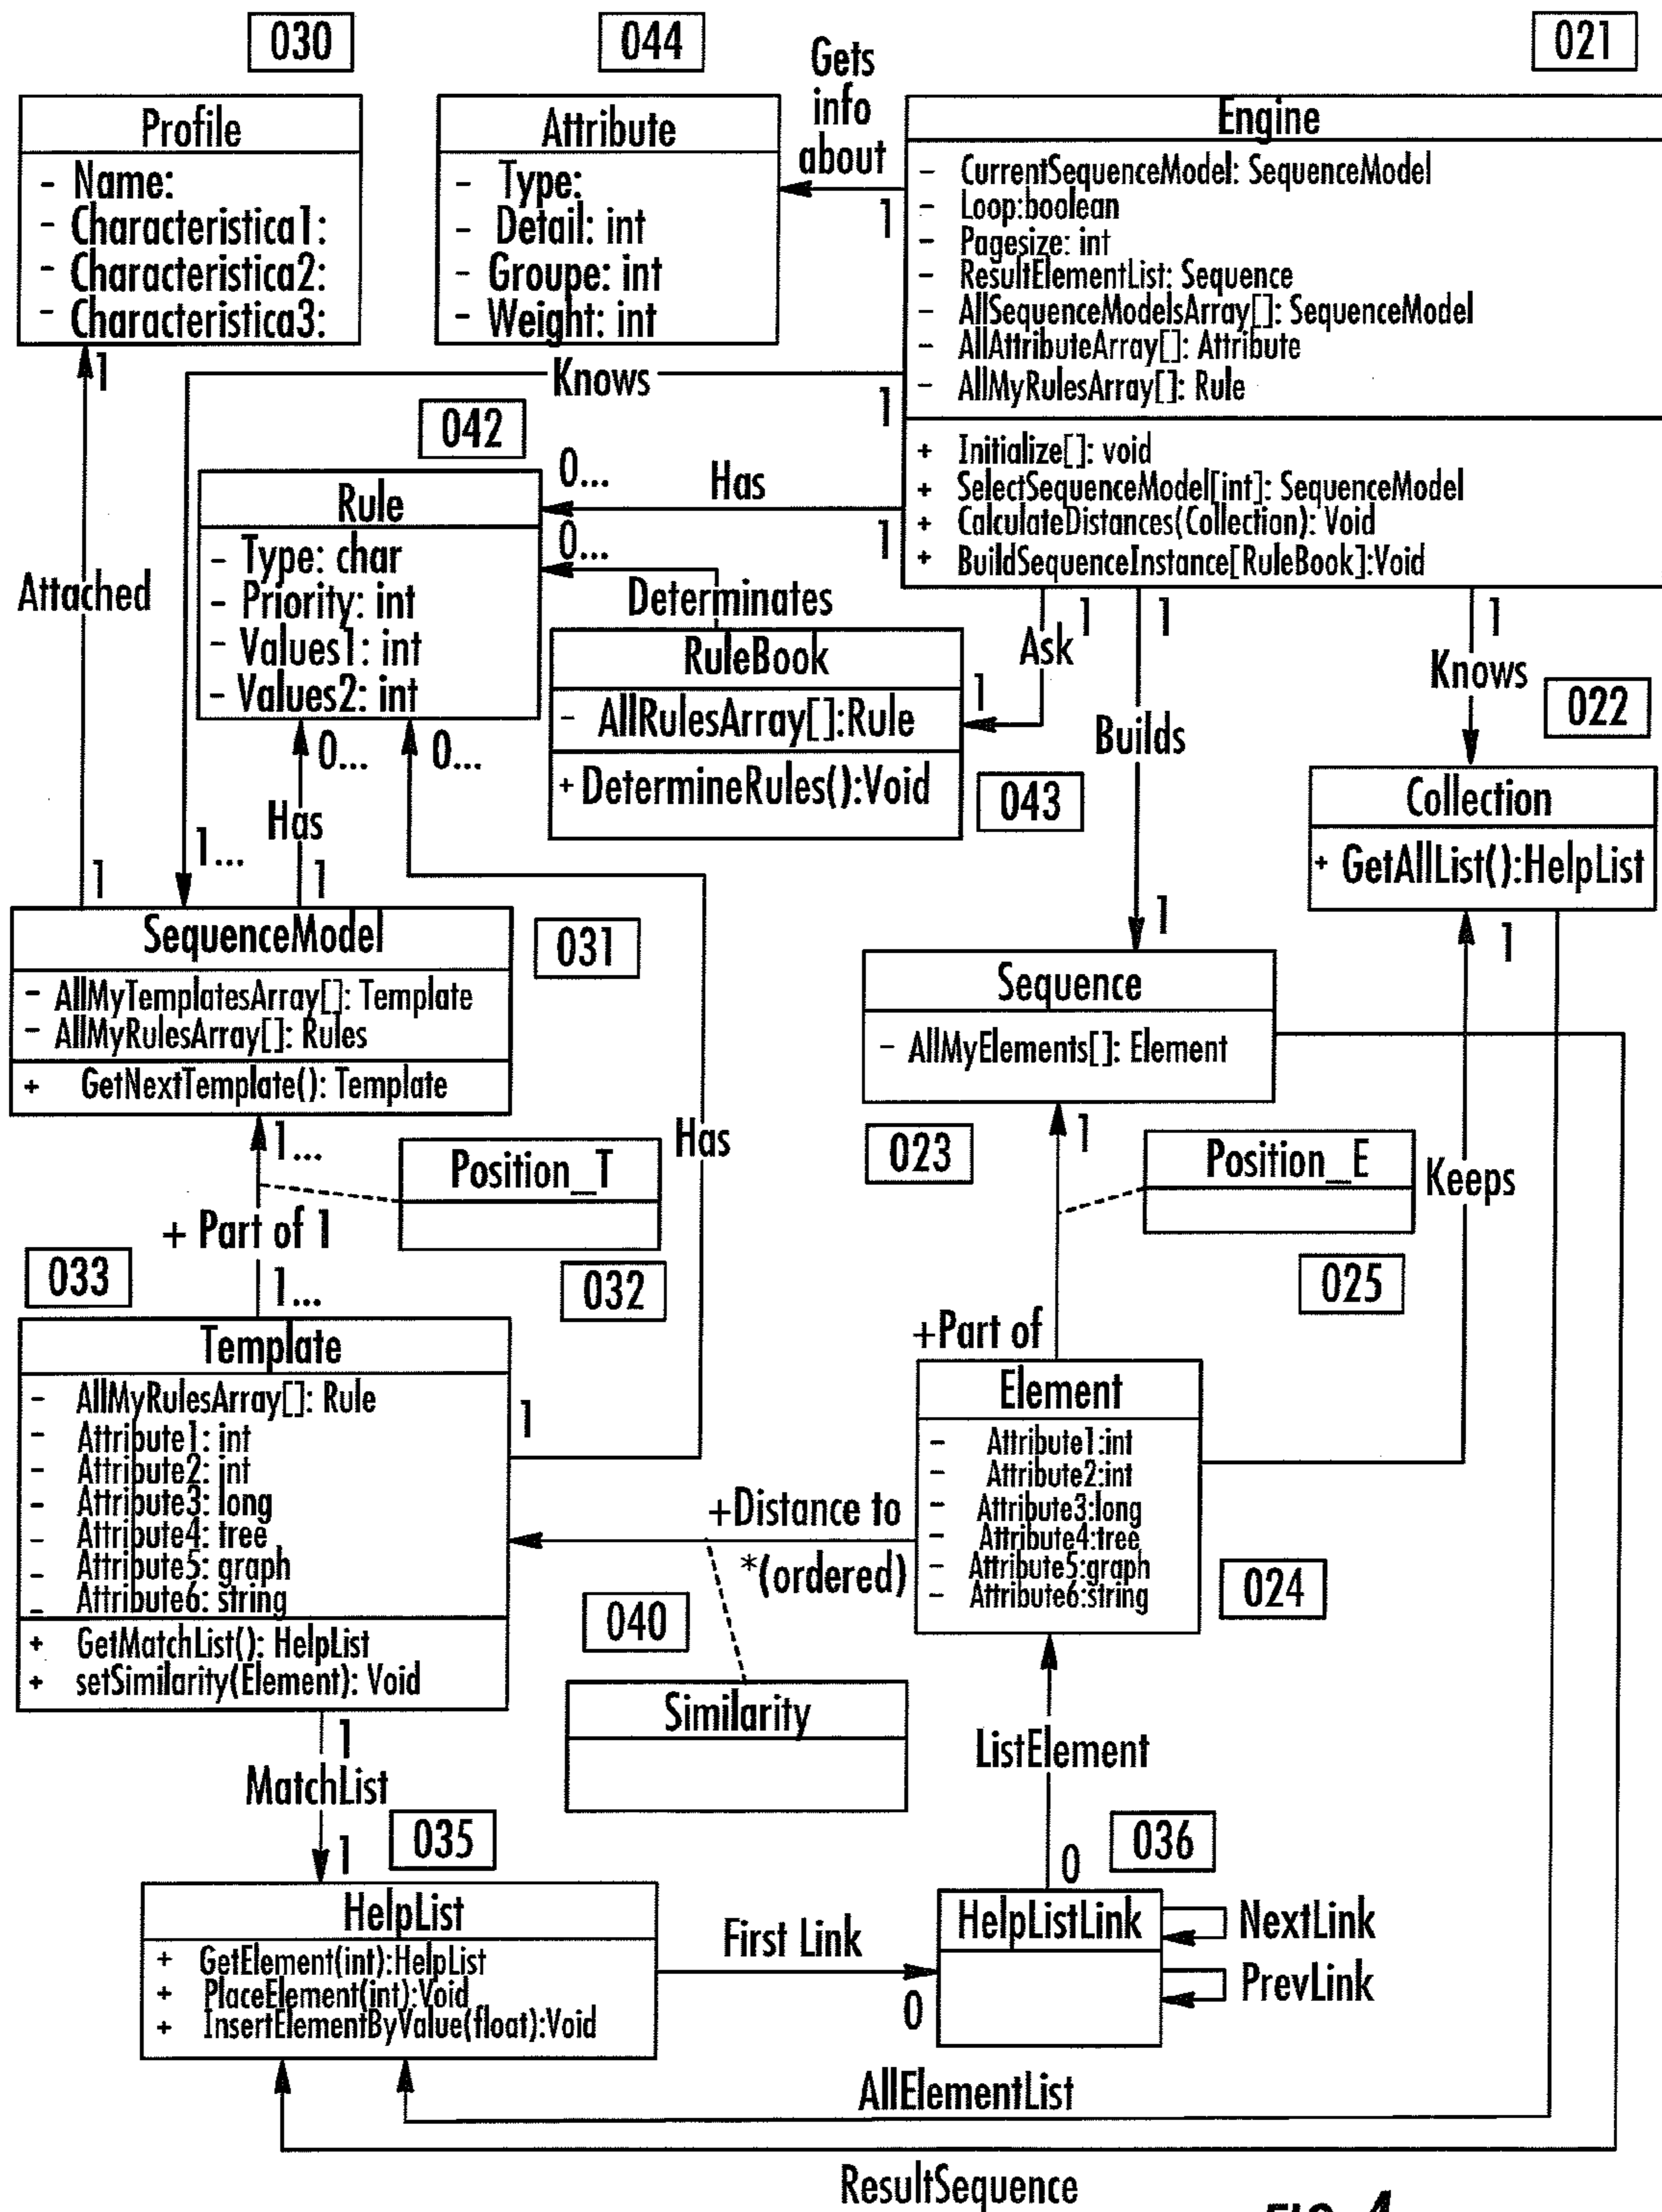 030
044
021
Profile
- Name:
- Characteristica1:
- Characteristica2:
- Characteristica3:
Attribute
- Type:
- Detail: int
- Groupe: int
- Weight: int
Gets
info
about
1
Engine
- CurrentSequenceModel: SequenceModel
- Loop:boolean
- Pagesize: int
- ResultElementList: Sequence
- AllSequenceModelsArray[]: SequenceModel
- AllAttributeArray[]: Attribute
- AllMyRulesArray[]: Rule
+ Initialize[]: void
+ SelectSequenceModel[int]: SequenceModel
+ CalculateDistances(Collection): Void
+ BuildSequenceInstance[RuleBook]:Void
1
Knows
1
042
0...
Has
1
Rule
- Type: char
- Priority: int
- Values1: int
- Values2: int
0...
Determinates
Attached
RuleBook
- AllRulesArray[]:Rule
+ DetermineRules():Void
Ask
1
1
043
1
Builds
1
1
Knows
022
Collection
+ GetAllList():HelpList
1
0...
0...
Has
1...
1
1
SequenceModel
- AllMyTemplatesArray[]: Template
- AllMyRulesArray[]: Rules
+ GetNextTemplate(): Template
031
Sequence
- AllMyElements[]: Element
023
1
Position_E
025
Keeps
1...
Position_T
032
Has
+ Part of 1
1...
033
Template
- AllMyRulesArray[]: Rule
- Attribute1: int
- Attribute2: int
- Attribute3: long
- Attribute4: tree
- Attribute5: graph
- Attribute6: string
+ GetMatchList(): HelpList
+ setSimilarity(Element): Void
1
+Part of
Element
- Attribute1:int
- Attribute2:int
- Attribute3:long
- Attribute4:tree
- Attribute5:graph
- Attribute6:string
024
+Distance to
*(ordered)
040
Similarity
1
MatchList
1
035
ListElement
0
036
HelpList
+ GetElement(int):HelpList
+ PlaceElement(int):Void
+ InsertElementByValue(float):Void
First Link
0
HelpListLink
NextLink
PrevLink
AllElementList
ResultSequence
FIG. 4